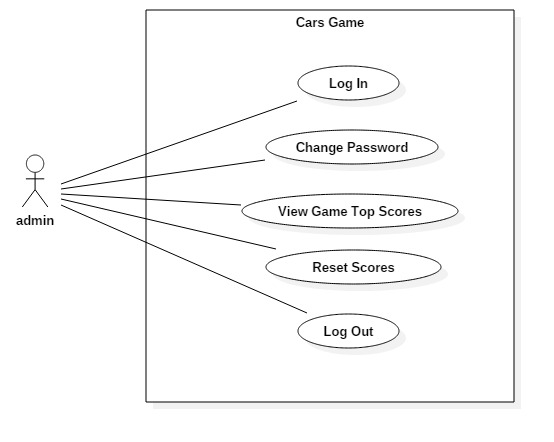 Cars Game
Log In
Change Password
admin
View Game Top Scores
Reset Scores
Log Out